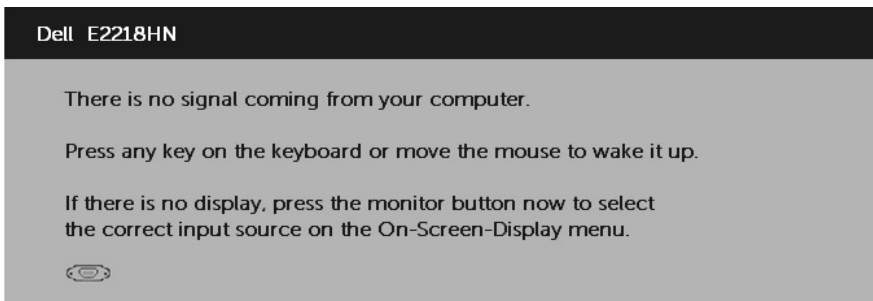 Dell E2218HN
There is no signal coming from your computer.
Press any key on the keyboard or move the mouse to wake it up.
If there is no display, press the monitor button now to select
the correct input source on the On-Screen-Display menu.